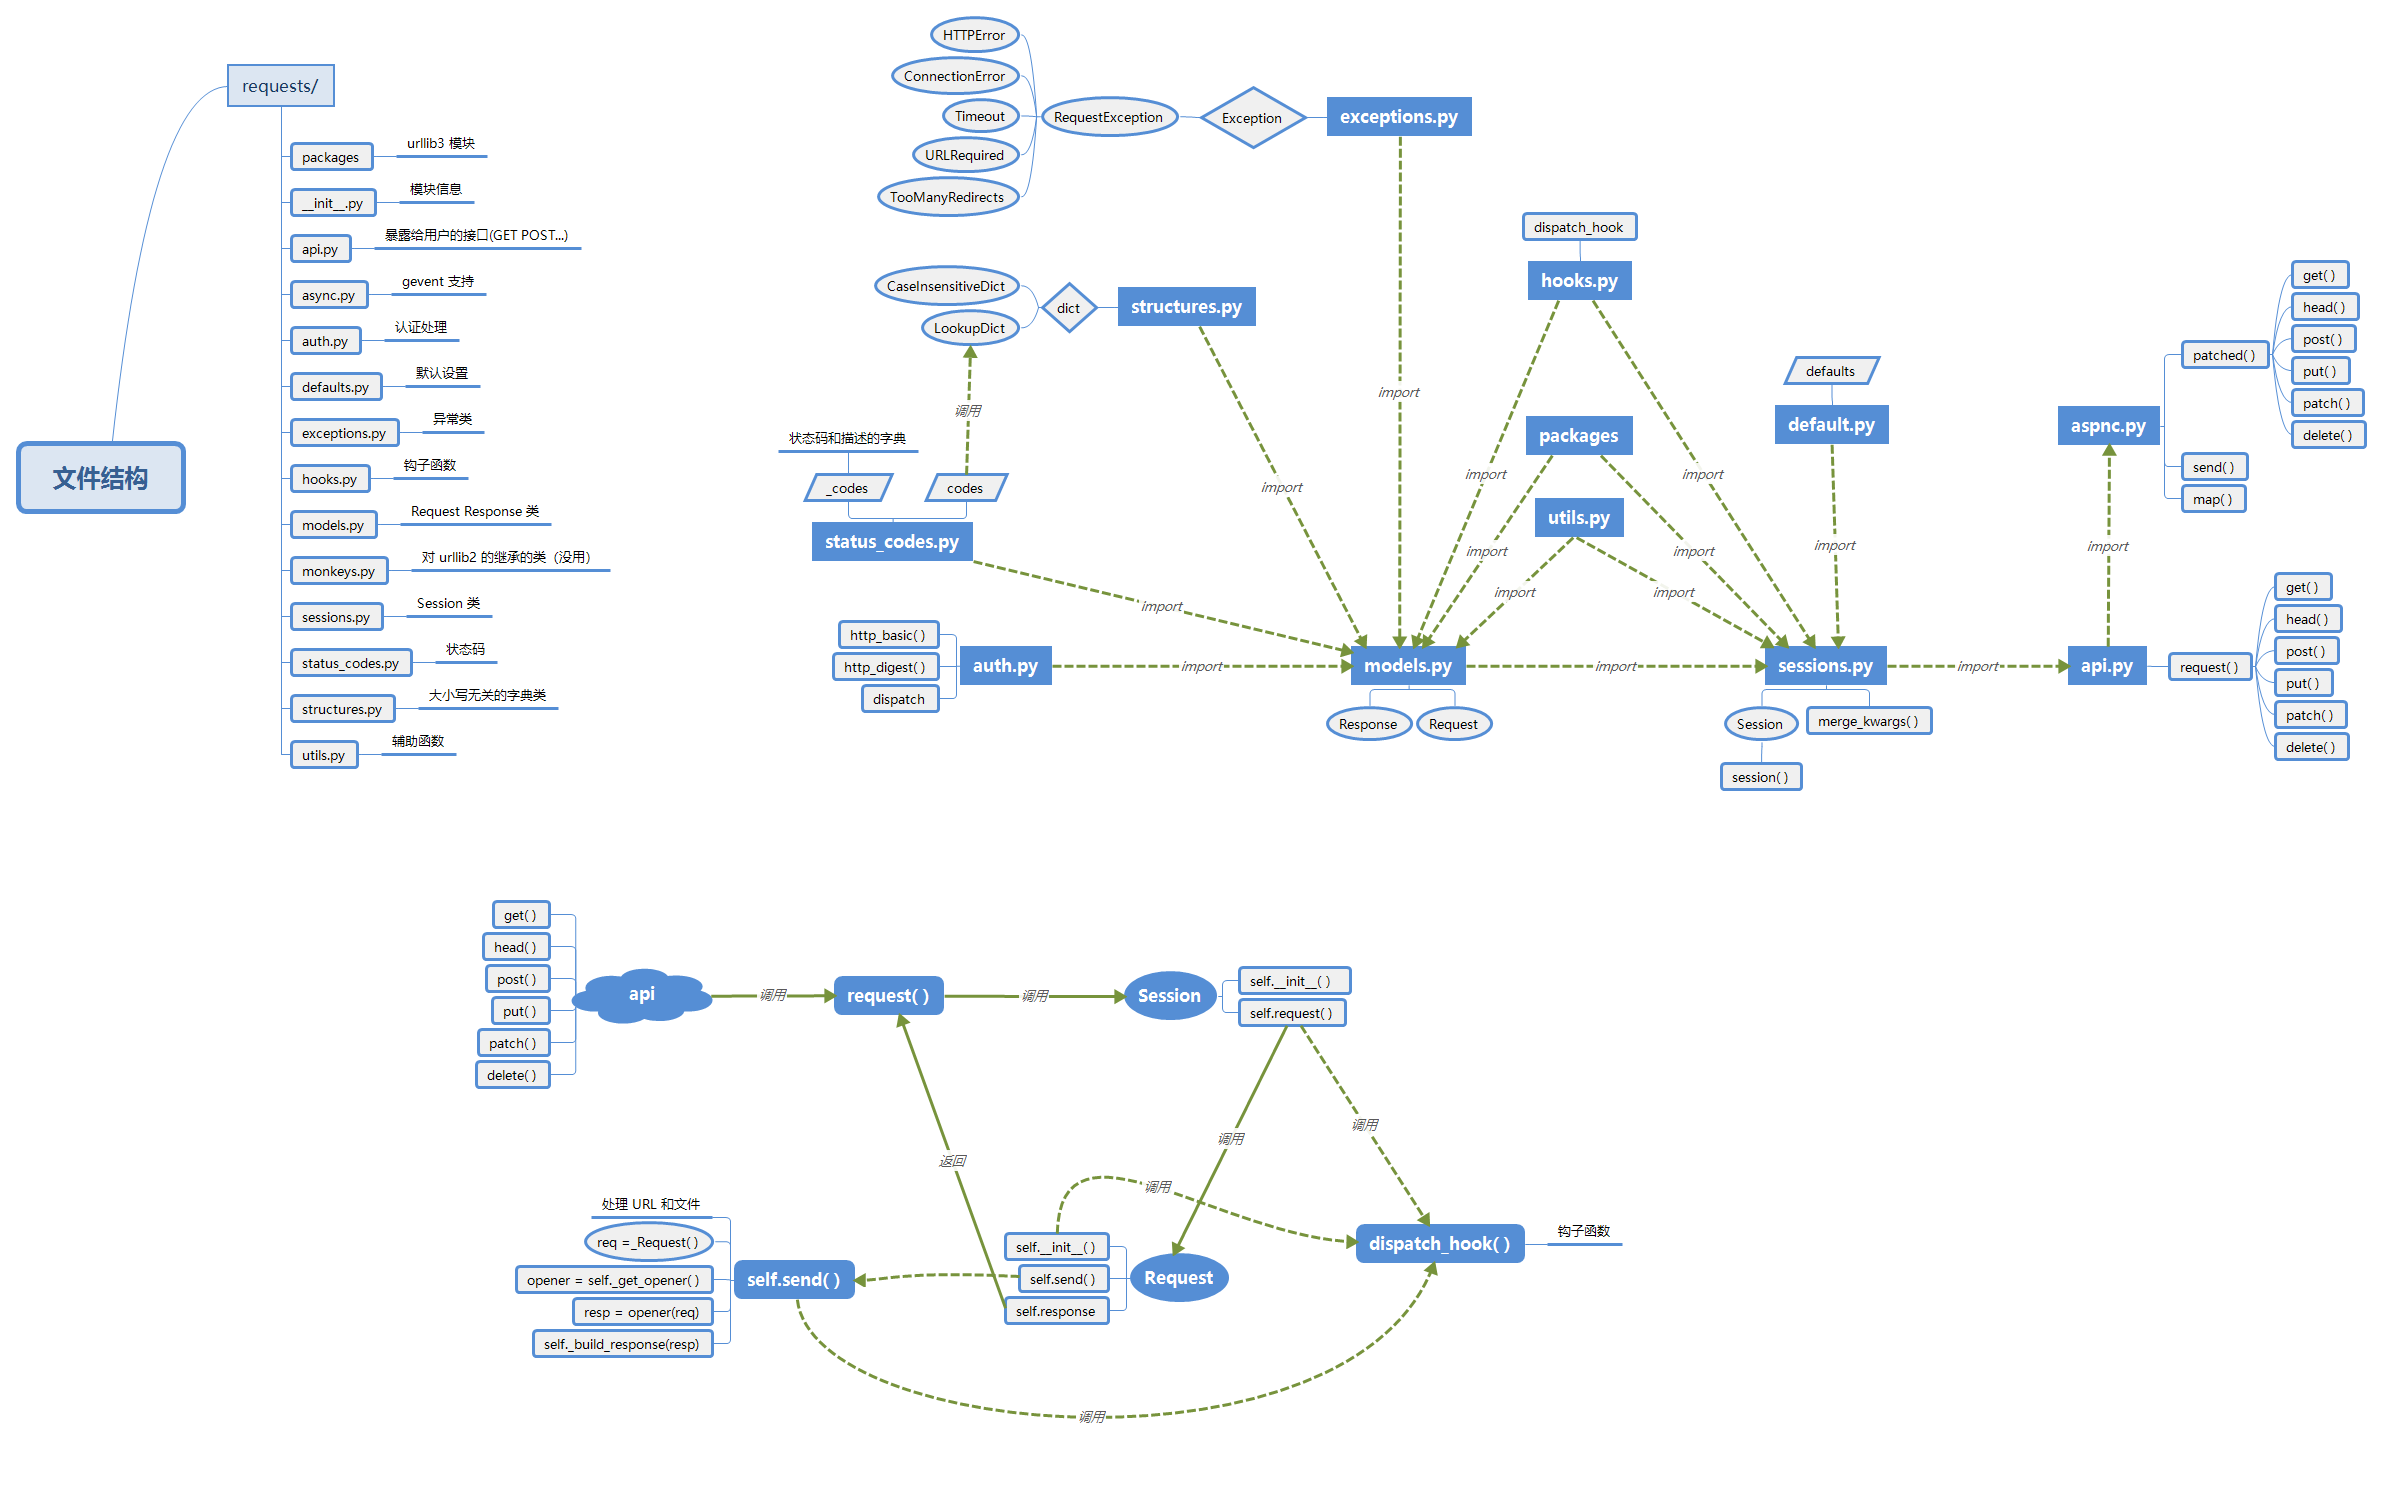 文件结构
requests/
packages
urllib3 模块
__init__.py
模块信息
api.py
暴露给用户的接口(GET POST...)
async.py
gevent 支持
auth.py
认证处理
defaults.py
默认设置
exceptions.py
异常类
hooks.py
钩子函数
models.py
Request Response 类
monkeys.py
对 urllib2 的继承的类（没用）
sessions.py
Session 类
status_codes.py
状态码
structures.py
大小写无关的字典类
utils.py
辅助函数
HTTPError
ConnectionError
Timeout
URLRequired
TooManyRedirects
RequestException
Exception
exceptions.py
import
CaseInsensitiveDict
LookupDict
dict
structures.py
import
调用
状态码和描述的字典
_codes
codes
status_codes.py
import
http_basic( )
http_digest( )
dispatch
auth.py
import
dispatch_hook
hooks.py
import
import
packages
import
import
utils.py
import
import
defaults
default.py
import
models.py
Response
Request
import
sessions.py
Session
session( )
merge_kwargs( )
import
api.py
request( )
get( )
head( )
post( )
put( )
patch( )
delete( )
import
aspnc.py
patched( )
get( )
head( )
post( )
put( )
patch( )
delete( )
send( )
map( )
get( )
head( )
post( )
put( )
patch( )
delete( )
api
调用
request( )
调用
Session
self.__init__( )
self.request( )
调用
调用
返回
调用
self.__init__( )
self.send( )
self.response
Request
dispatch_hook( )
钩子函数
处理 URL 和文件
req =_Request( )
opener = self._get_opener( )
resp = opener(req)
self._build_response(resp)
self.send( )
调用